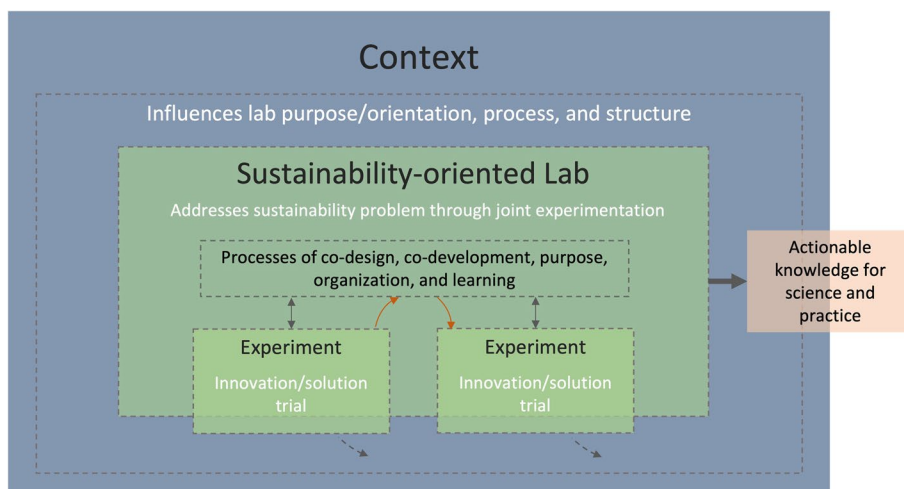 Context
Influences lab purpose/orientation, process, and structure
Sustainability-oriented Lab
Addresses sustainability problem through joint experimentation
Processes of co-design, co-development, purpose,
organization, and learning
Actionable
knowledge for
science and
practice
Experiment
Innovation/solution
trial
Experiment
Innovation/solution
trial